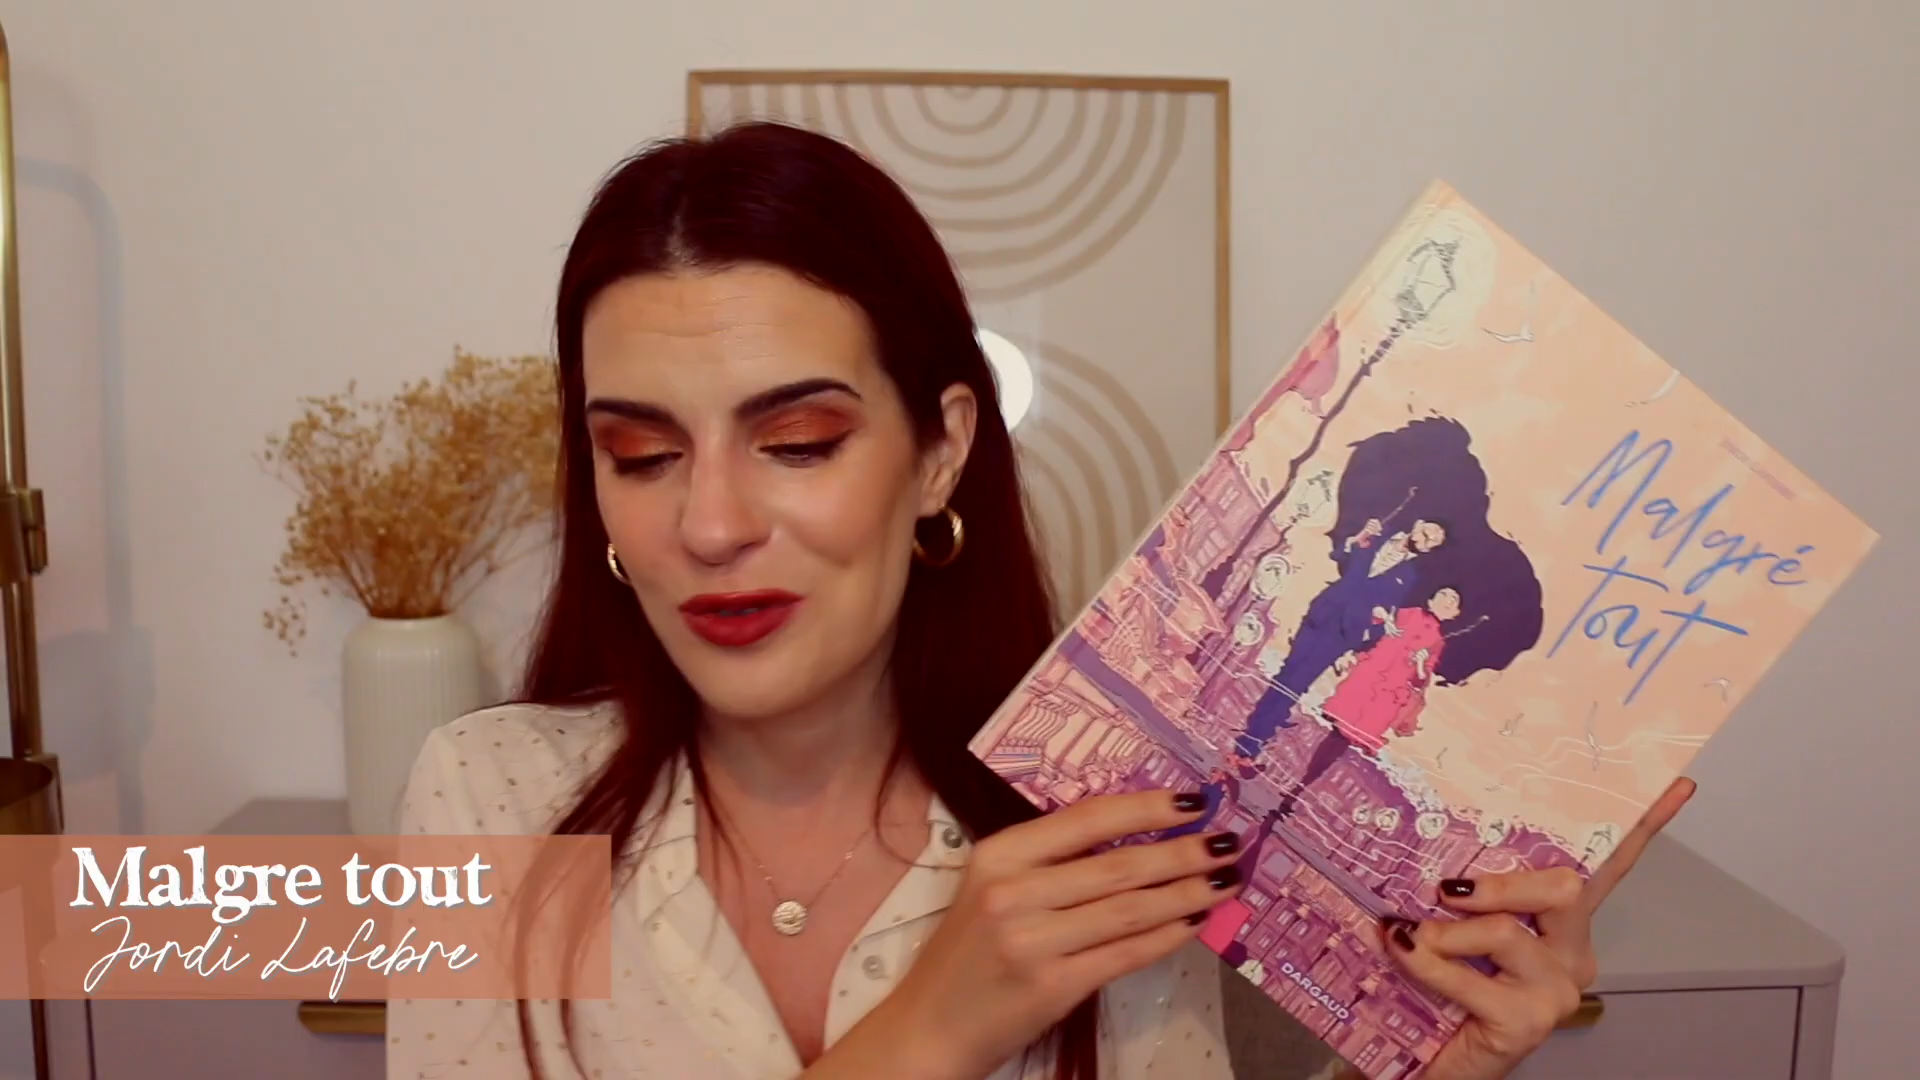 Malgré
tout
DARGAUD
Malgre tout
Jordi Lafebre